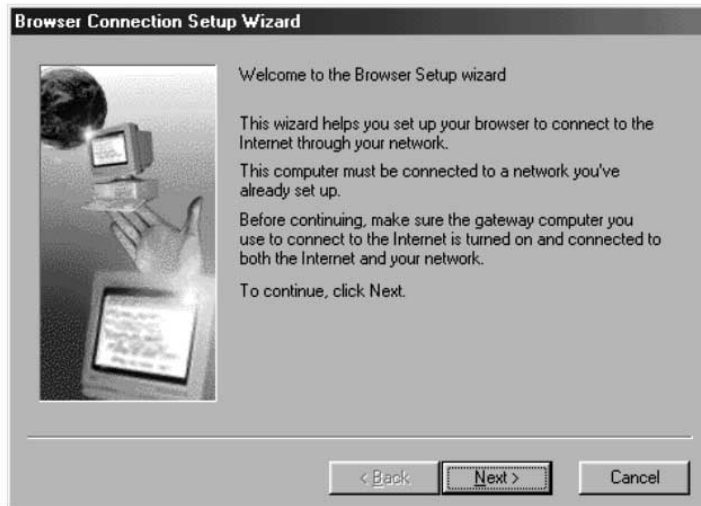 Browser Connection Setup Wizard
Welcome to the Browser Setup wizard
This wizard helps you set up your browser to connect to the
Internet through your network.
This computer must be connected to a network you've
already set up.
Before continuing, make sure the gateway computer you
use to connect to the Internet is turned on and connected to
both the Internet and your network.
To continue, click Next.
< Back
Next >
Cancel